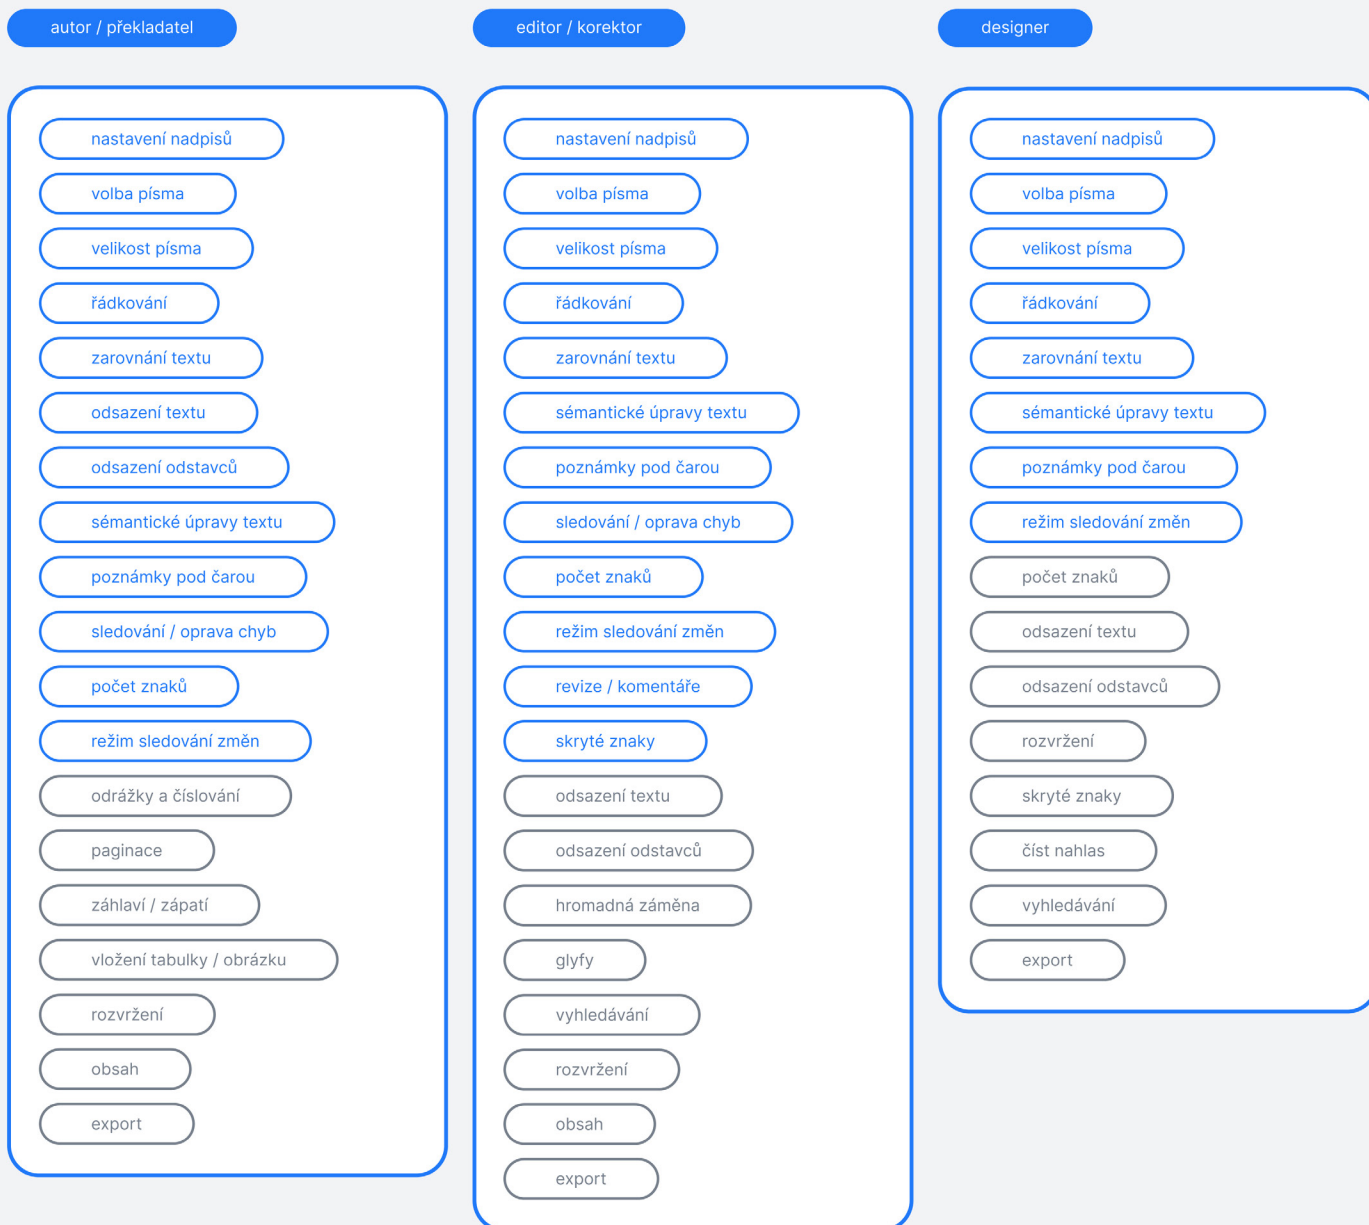 autor / překladatel
nastavení nadpisů
volba písma
velikost písma
řádkování
zarovnání textu
odsazení textu
odsazení odstavců
sémantické úpravy textu
poznámky pod čarou
sledování / oprava chyb
počet znaků
režim sledování změn
odrážky a číslování
paginace
záhlaví / zápatí
vložení tabulky / obrázku
rozvržení
obsah
export
editor / korektor
nastavení nadpisů
volba písma
velikost písma
řádkování
zarovnání textu
sémantické úpravy textu
poznámky pod čarou
sledování / oprava chyb
počet znaků
režim sledování změn
revize / komentáře
skryté znaky
odsazení textu
odsazení odstavců
hromadná záměna
glyfy
vyhledávání
rozvržení
obsah
export
designer
nastavení nadpisů
volba písma
velikost písma
řádkování
zarovnání textu
sémantické úpravy textu
poznámky pod čarou
režim sledování změn
počet znaků
odsazení textu
odsazení odstavců
rozvržení
skryté znaky
číst nahlas
vyhledávání
export